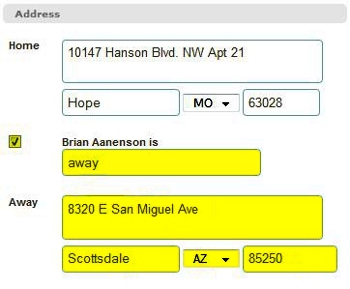 Address
Home
10147 Hanson Blvd. NW Apt 21
Hope MO 63028
Brian Aanenson is
away
Away
8320 E San Miguel Ave
Scottsdale AZ 85250